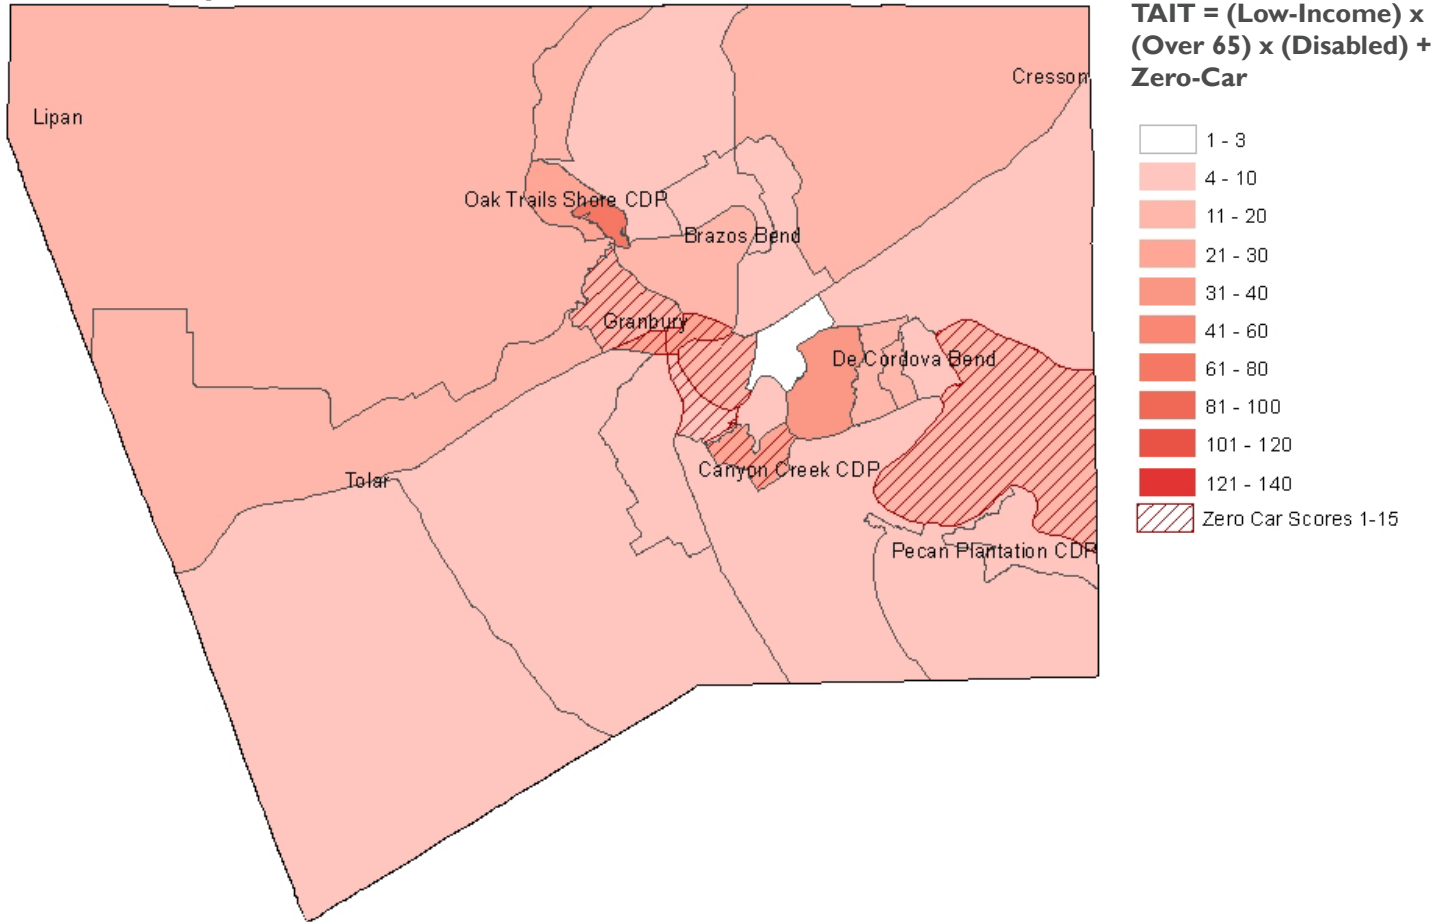 TAIT = (Low-Income) x
(Over 65) x (Disabled) +
Zero-Car
Cresson
Lipan
1 - 3
4 - 10
Oak Trails Shore CDP
11 - 20
Brazos Bend
21 - 30
31 - 40
Granbury
41 - 60
De Cordova Bend
61 - 80
81 - 100
101 - 120
Canyon Creek CDP
Tolar
121 - 140
Zero Car Scores 1-15
Pecan Plantation CDP